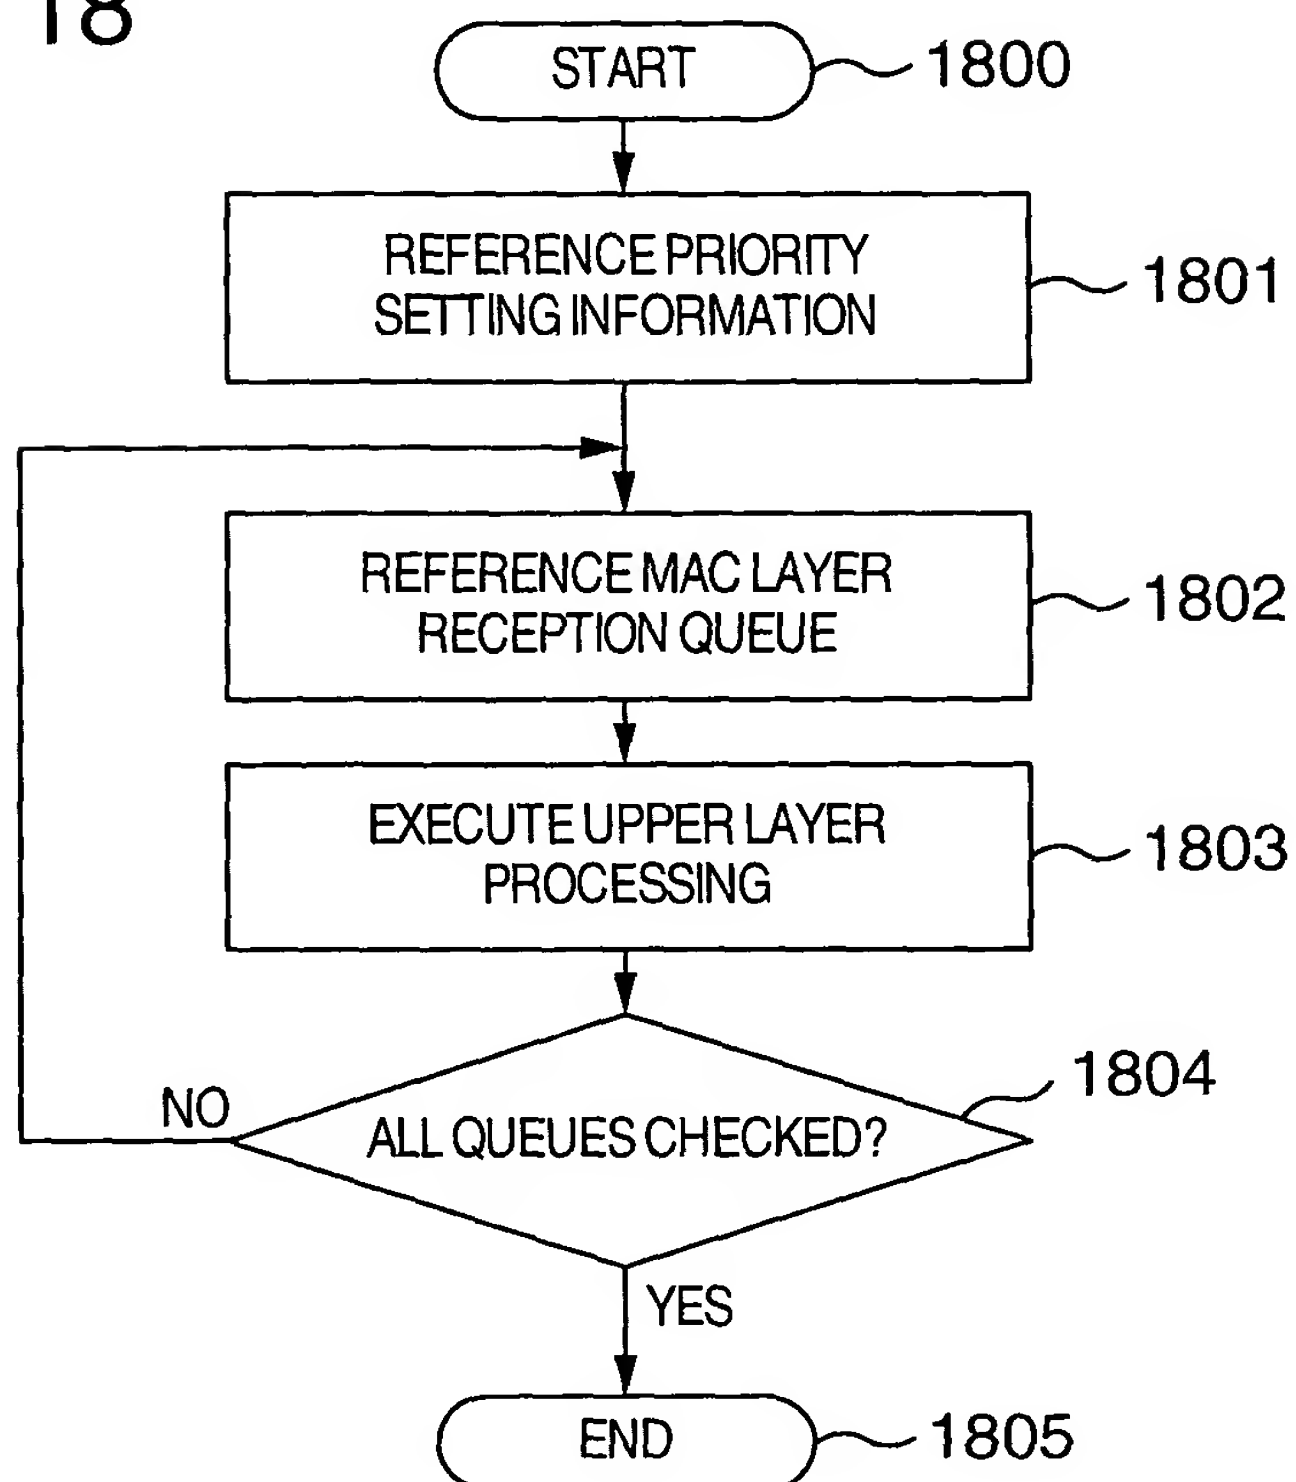 18
START 1800
REFERENCE PRIORITY
SETTING INFORMATION
1801
REFERENCE MAC LAYER
RECEPTION QUEUE
1802
EXECUTE UPPER LAYER
PROCESSING
1803
1804
NO
ALL QUEUES CHECKED?
YES
END 1805